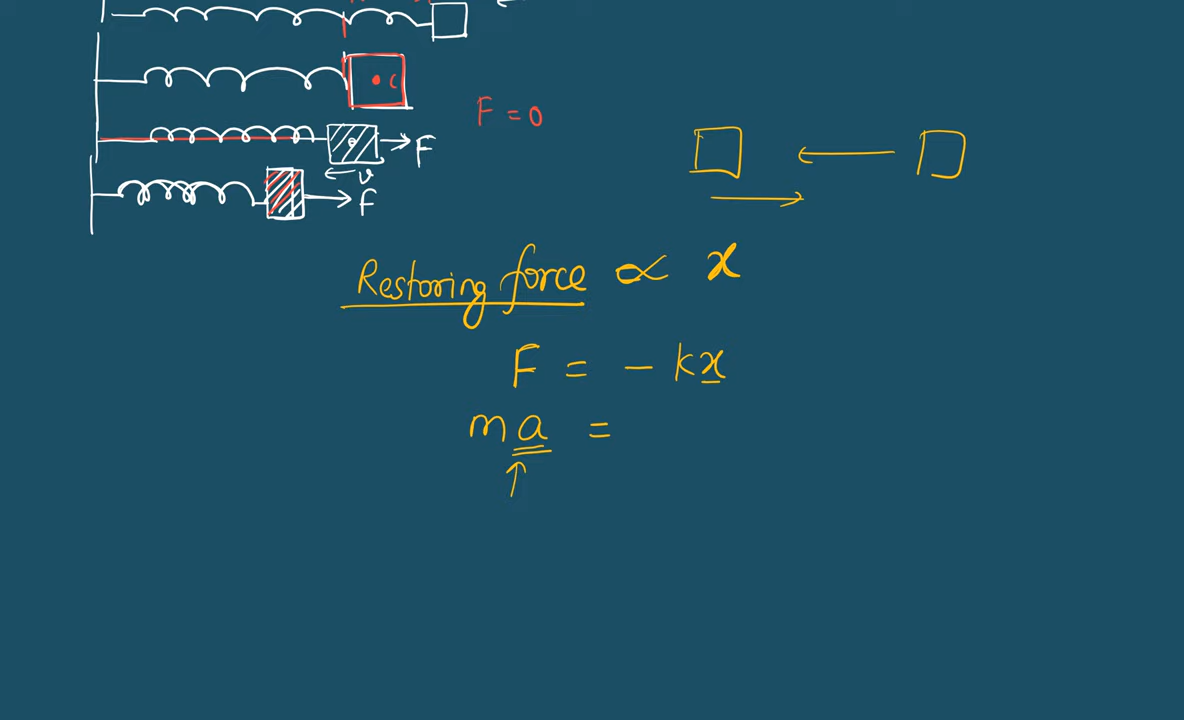 C
F = 0
F
v
F
Restoring force ∝ x
F = - kx
ma =